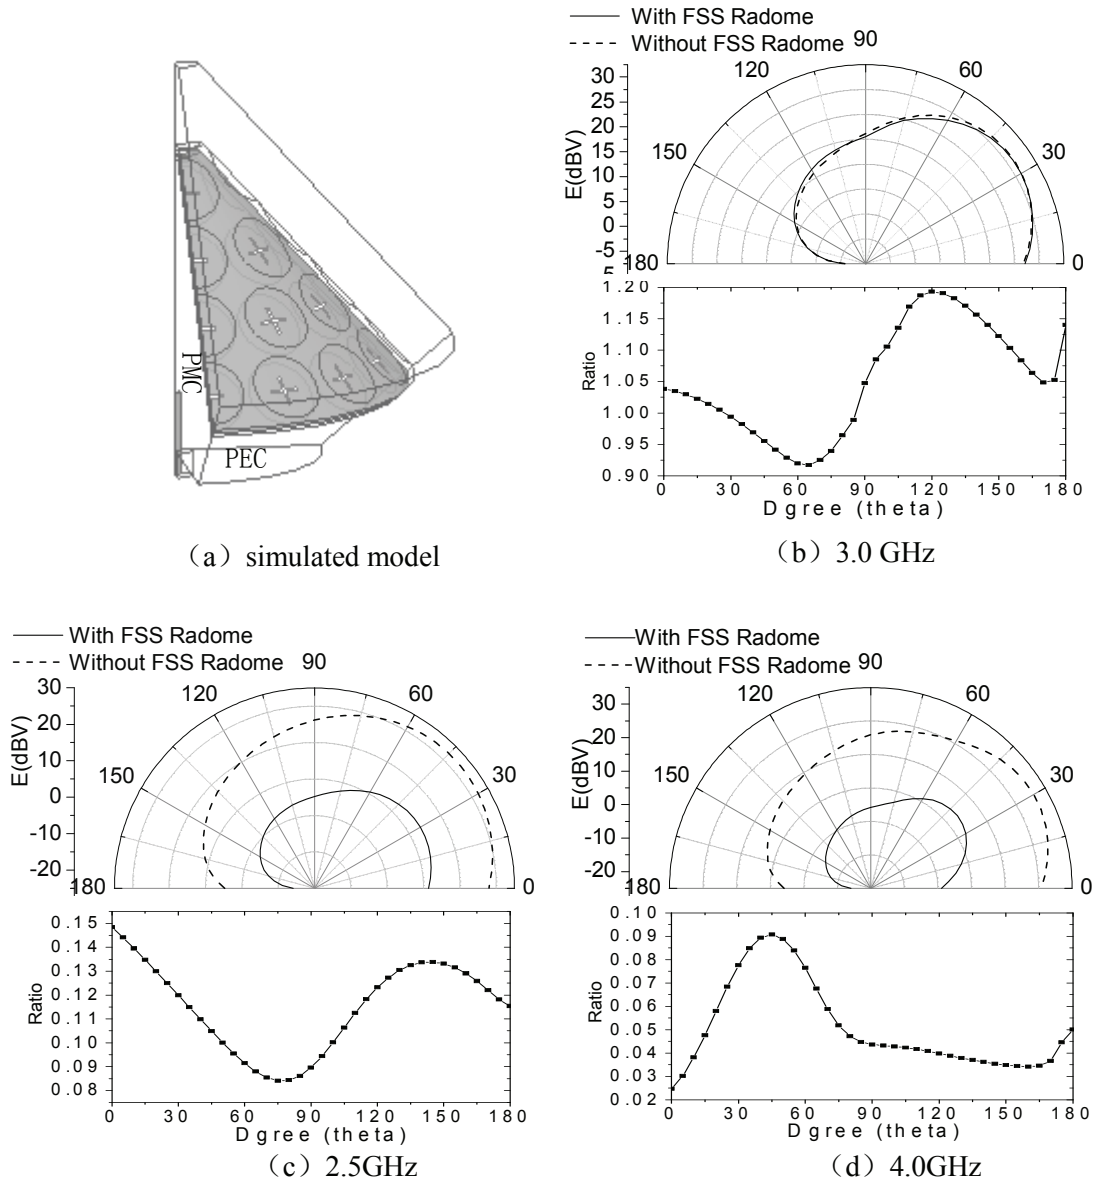 PMC
PEC
(a) simulated model
With FSS Radome
Without FSS Radome
90
120
60
150
30
180
0
30
25
20
15
10
5
0
-5
5
E(dBV)
1.20
1.15
1.10
1.05
1.00
0.95
0.90
Ratio
0 30 60 90 120 150 180
Dgree (theta)
(b) 3.0 GHz
With FSS Radome
Without FSS Radome
90
120
60
150
30
180
0
30
20
10
0
-10
-20
E(dBV)
0.15
0.14
0.13
0.12
0.11
0.10
0.09
0.08
Ratio
0 30 60 90 120 150 180
Dgree (theta)
(c) 2.5GHz
With FSS Radome
Without FSS Radome
90
120
60
150
30
180
0
30
20
10
0
-10
-20
E(dBV)
0.10
0.09
0.08
0.07
0.06
0.05
0.04
0.03
0.02
Ratio
0 30 60 90 120 150 180
Dgree (theta)
(d) 4.0GHz